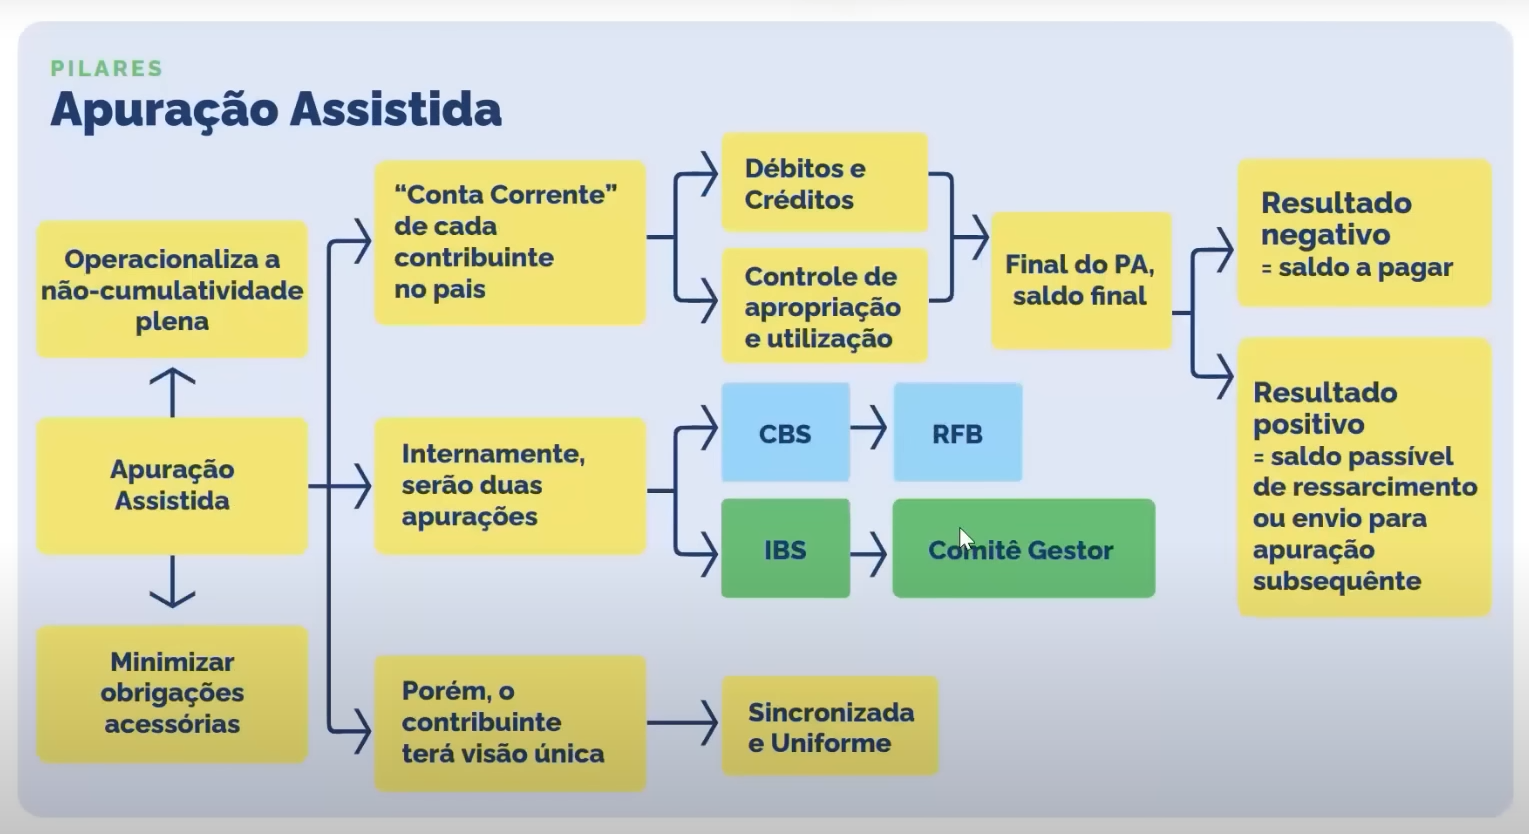 PILARES
Apuração Assistida
Operacionaliza a
não-cumulatividade
plena
Apuração
Assistida
Minimizar
obrigações
acessórias
“Conta Corrente”
de cada
contribuinte
no pais
Débitos e
Créditos
Controle de
apropriação
e utilização
Final do PA,
saldo final
Resultado
negativo
= saldo a pagar
Resultado
positivo
= saldo passível
de ressarcimento
ou envio para
apuração
subsequênte
Internamente,
serão duas
apurações
CBS
RFB
IBS
Comitê Gestor
Porém, o
contribuinte
terá visão única
Sincronizada
e Uniforme